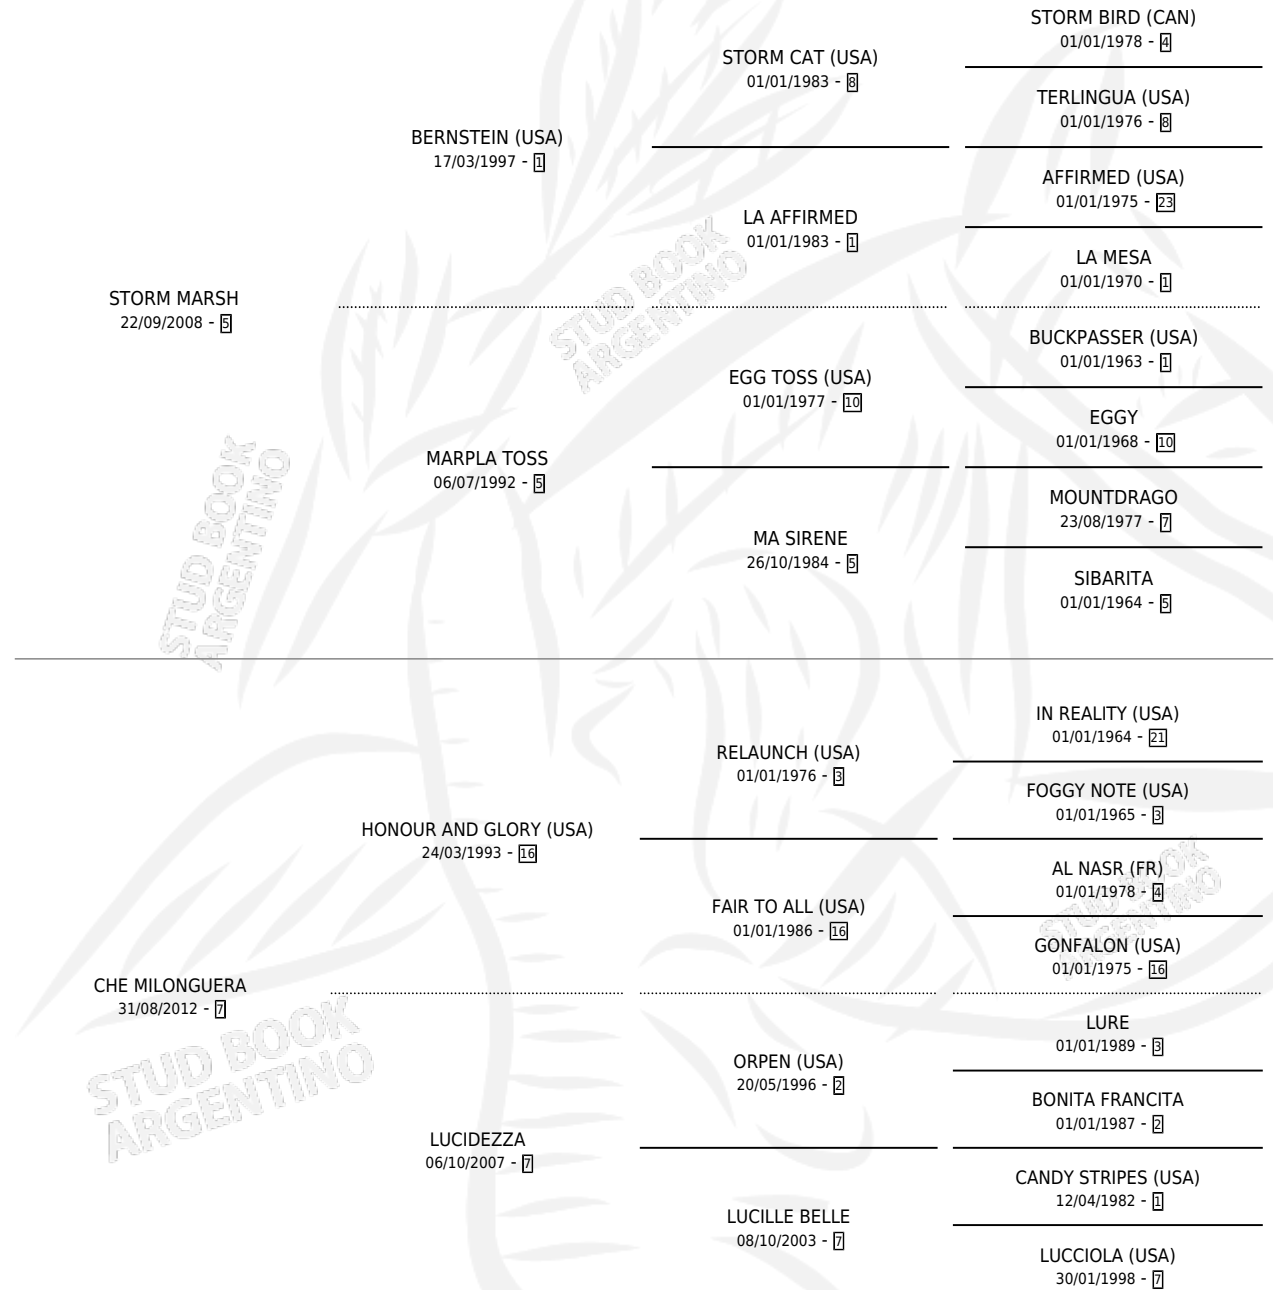 STORM BIRD (CAN)
01/01/1978 - 4
STORM CAT (USA)
01/01/1983 - 8
TERLINGUA (USA)
01/01/1976 - 8
BERNSTEIN (USA)
17/03/1997 - 1
AFFIRMED (USA)
01/01/1975 - 23
LA AFFIRMED
01/01/1983 - 1
LA MESA
01/01/1970 - 1
STORM MARSH
22/09/2008 - 5
BUCKPASSER (USA)
01/01/1963 - 1
EGG TOSS (USA)
01/01/1977 - 10
EGGY
01/01/1968 - 10
MARPLA TOSS
06/07/1992 - 5
MOUNTDRAGO
23/08/1977 - 7
MA SIRENE
26/10/1984 - 5
SIBARITA
01/01/1964 - 5
STUD BOOK
ARGENTINO
STUD BOOK
ARGENTINO
IN REALITY (USA)
01/01/1964 - 21
RELAUNCH (USA)
01/01/1976 - 3
FOGGY NOTE (USA)
01/01/1965 - 3
HONOUR AND GLORY (USA)
24/03/1993 - 16
AL NASR (FR)
01/01/1978 - 4
FAIR TO ALL (USA)
01/01/1986 - 16
GONFALON (USA)
01/01/1975 - 16
CHE MILONGUERA
31/08/2012 - 7
LURE
01/01/1989 - 3
ORPEN (USA)
20/05/1996 - 2
BONITA FRANCITA
01/01/1987 - 2
LUCIDEZZA
06/10/2007 - 7
CANDY STRIPES (USA)
12/04/1982 - 1
LUCILLE BELLE
08/10/2003 - 7
LUCCIOLA (USA)
30/01/1998 - 7
STUD BOOK
ARGENTINO
STUD BOOK
ARGENTINO